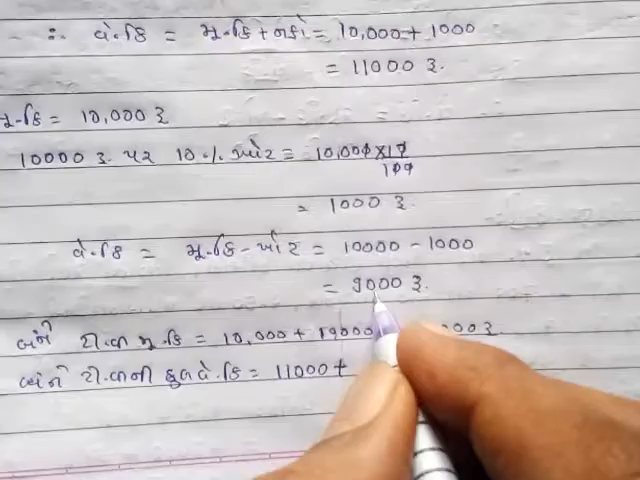 ∴ વે.કિં = મૂ.કિં + નફો = 10,000 + 1000
= 11000 રૂ.
મૂ.કિં = 10,000 રૂ
10000 રૂ. પર 10 % ખોટ = 10,000 × 10
100
= 1000 રૂ.
વે.કિં = મૂ.કિં - ખોટ = 10000 - 1000
= 9000 રૂ.
બંને ટી.વી મૂ.કિં = 10,000 + 000 રૂ
બંને ટી.વીની કુલ વે.કિં = 11000 +